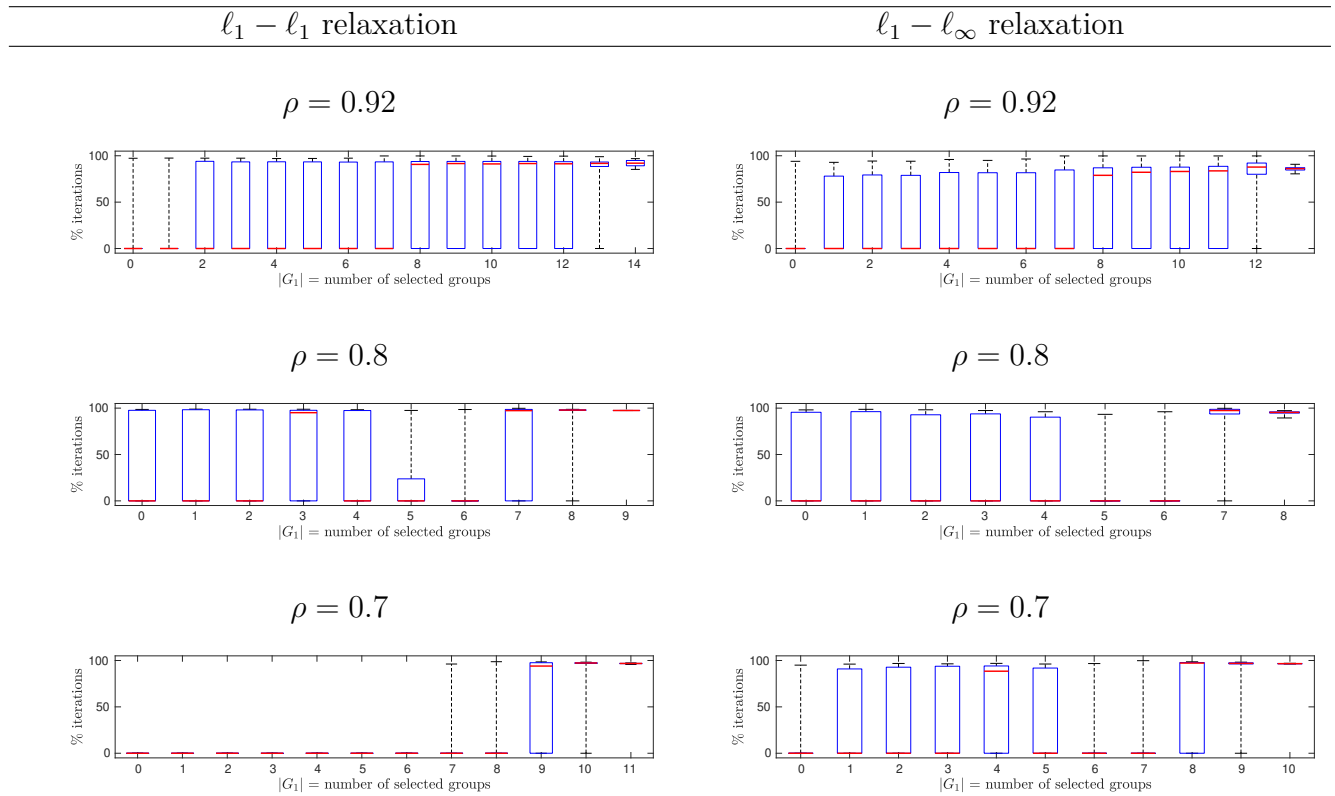 ℓ₁ − ℓ₁ relaxation ℓ₁ − ℓ∞ relaxation
ρ = 0.92 ρ = 0.92
100
50
0
% iterations
0 2 4 6 8 10 12 14
|G₁| = number of selected groups
100
50
0
% iterations
0 2 4 6 8 10 12
|G₁| = number of selected groups
ρ = 0.8 ρ = 0.8
100
50
0
% iterations
0 1 2 3 4 5 6 7 8 9
|G₁| = number of selected groups
100
50
0
% iterations
0 1 2 3 4 5 6 7 8
|G₁| = number of selected groups
ρ = 0.7 ρ = 0.7
100
50
0
% iterations
0 1 2 3 4 5 6 7 8 9 10 11
|G₁| = number of selected groups
100
50
0
% iterations
0 1 2 3 4 5 6 7 8 9 10
|G₁| = number of selected groups